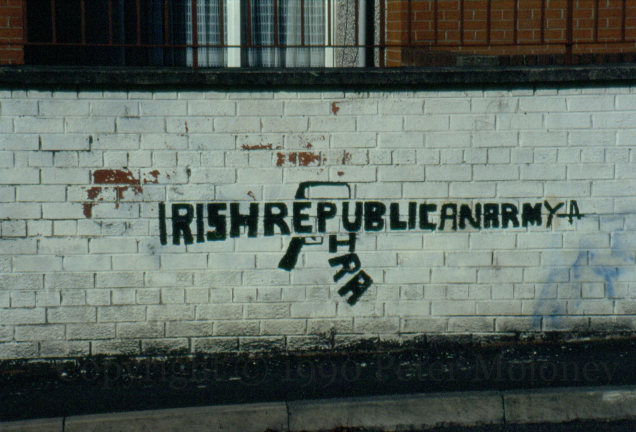 IRISHREPUBLICANARMY
IRA
Copyright © 1990 Peter Moloney